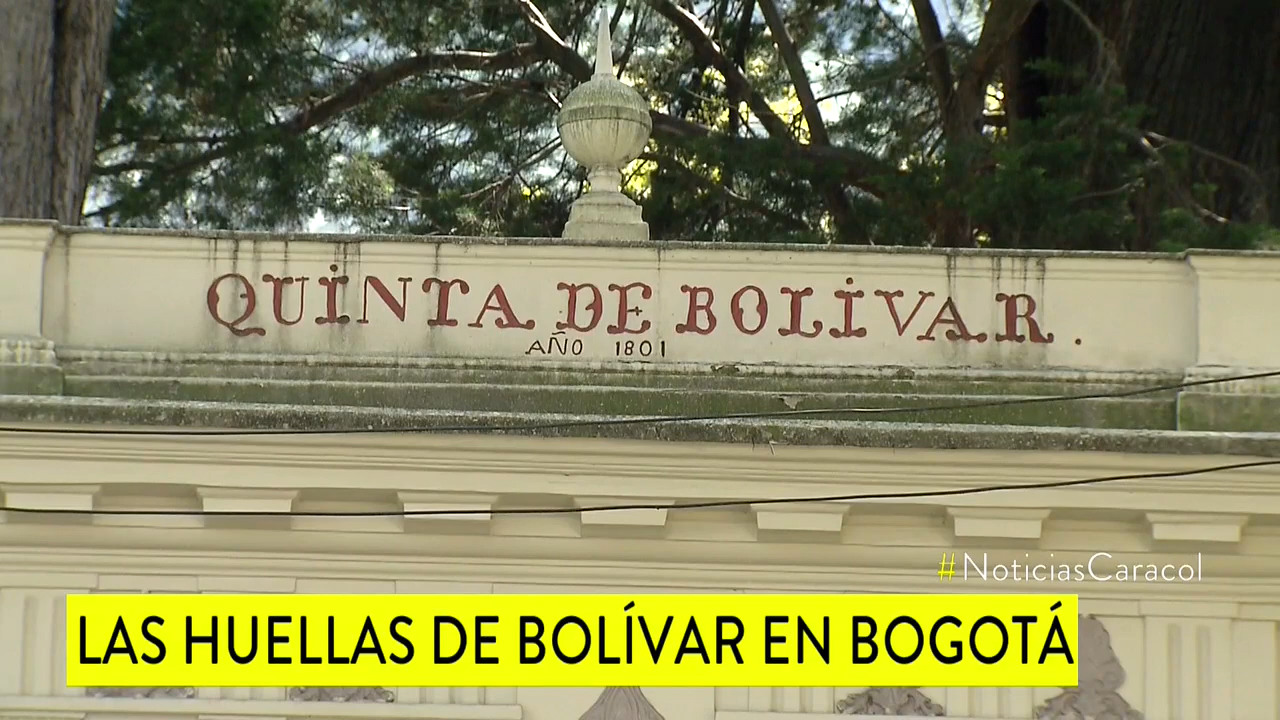 QUINTA DE BOLIVAR.
AÑO 1801
#NoticiasCaracol
LAS HUELLAS DE BOLÍVAR EN BOGOTÁ